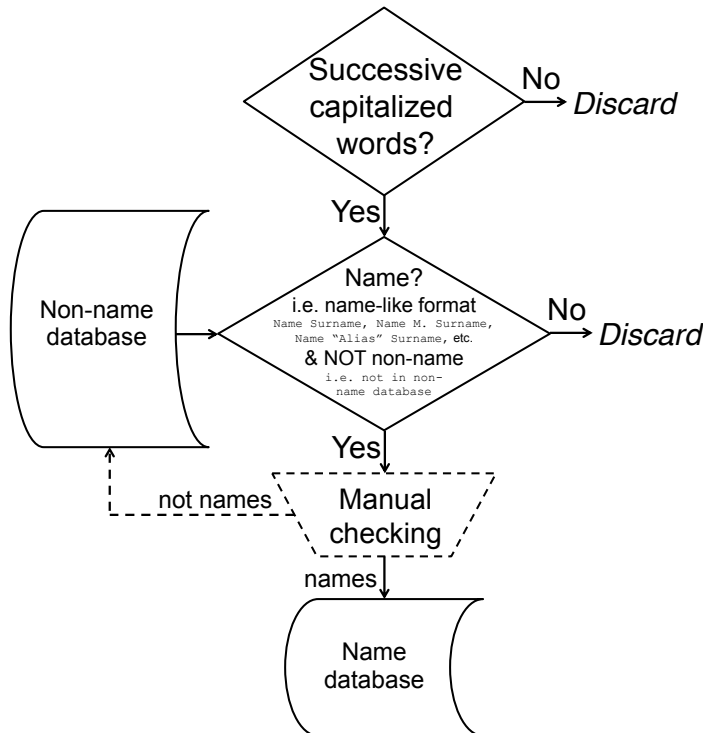 Successive
capitalized
words?
No
Discard
Yes
Non-name
database
Name?
i.e. name-like format
Name Surname, Name M. Surname,
Name “Alias” Surname, etc.
& NOT non-name
i.e. not in non-
name database
No
Discard
Yes
not names
Manual
checking
names
Name
database